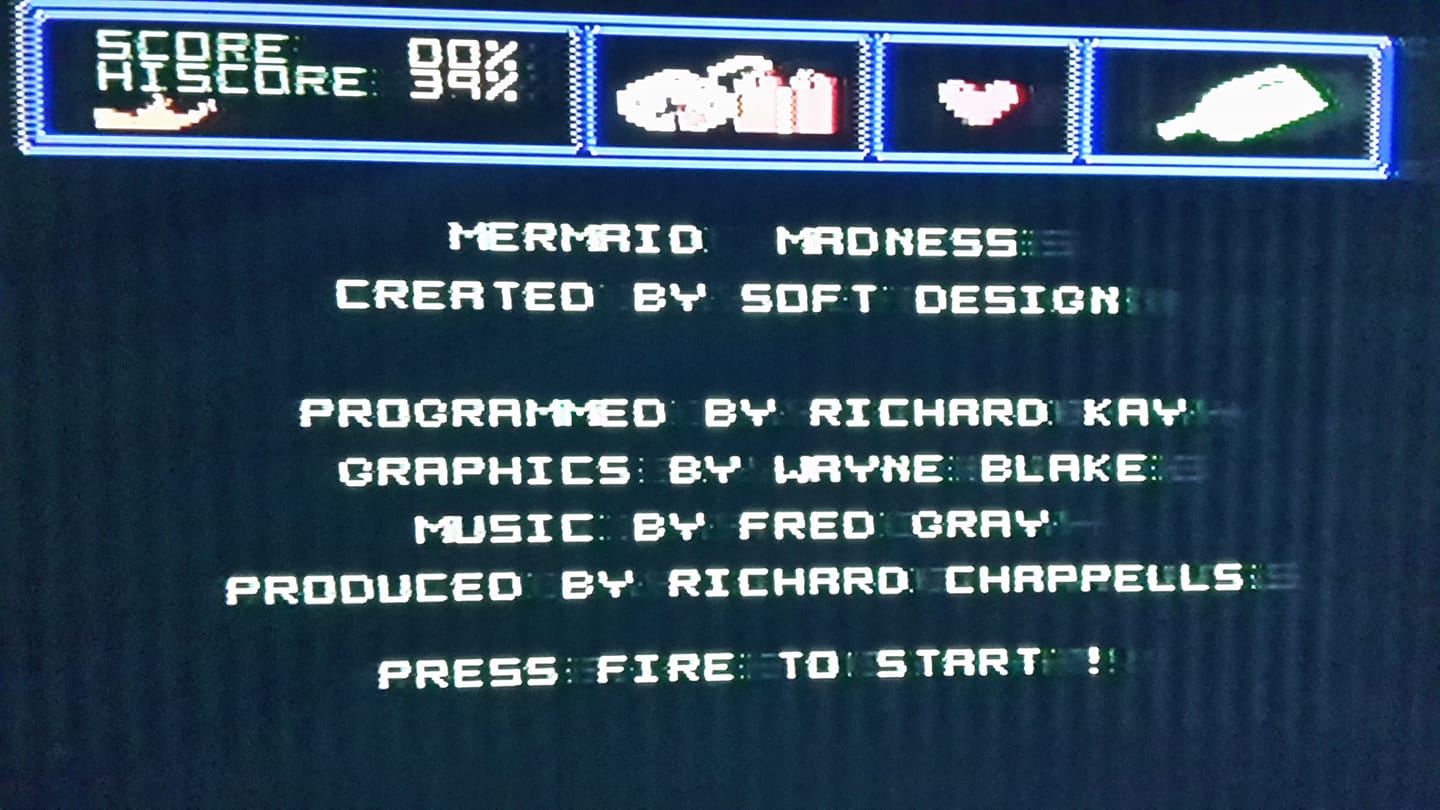 SCORE 00%
HISCORE 39%
MERMAID MADNESS
CREATED BY SOFT DESIGN
PROGRAMMED BY RICHARD KAY
GRAPHICS BY WAYNE BLAKE
MUSIC BY FRED GRAY
PRODUCED BY RICHARD CHAPPELLS
PRESS FIRE TO START !